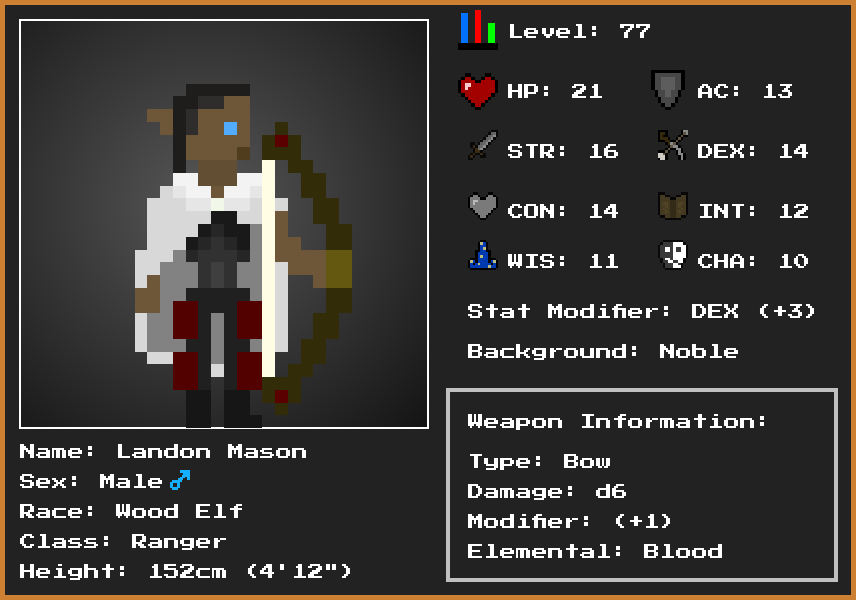 Level: 77
HP: 21 AC: 13
STR: 16 DEX: 14
CON: 14 INT: 12
WIS: 11 CHA: 10
Stat Modifier: DEX (+3)
Background: Noble
Weapon Information:
Type: Bow
Damage: d6
Modifier: (+1)
Elemental: Blood
Name: Landon Mason
Sex: Male ♂
Race: Wood Elf
Class: Ranger
Height: 152cm (4'12")